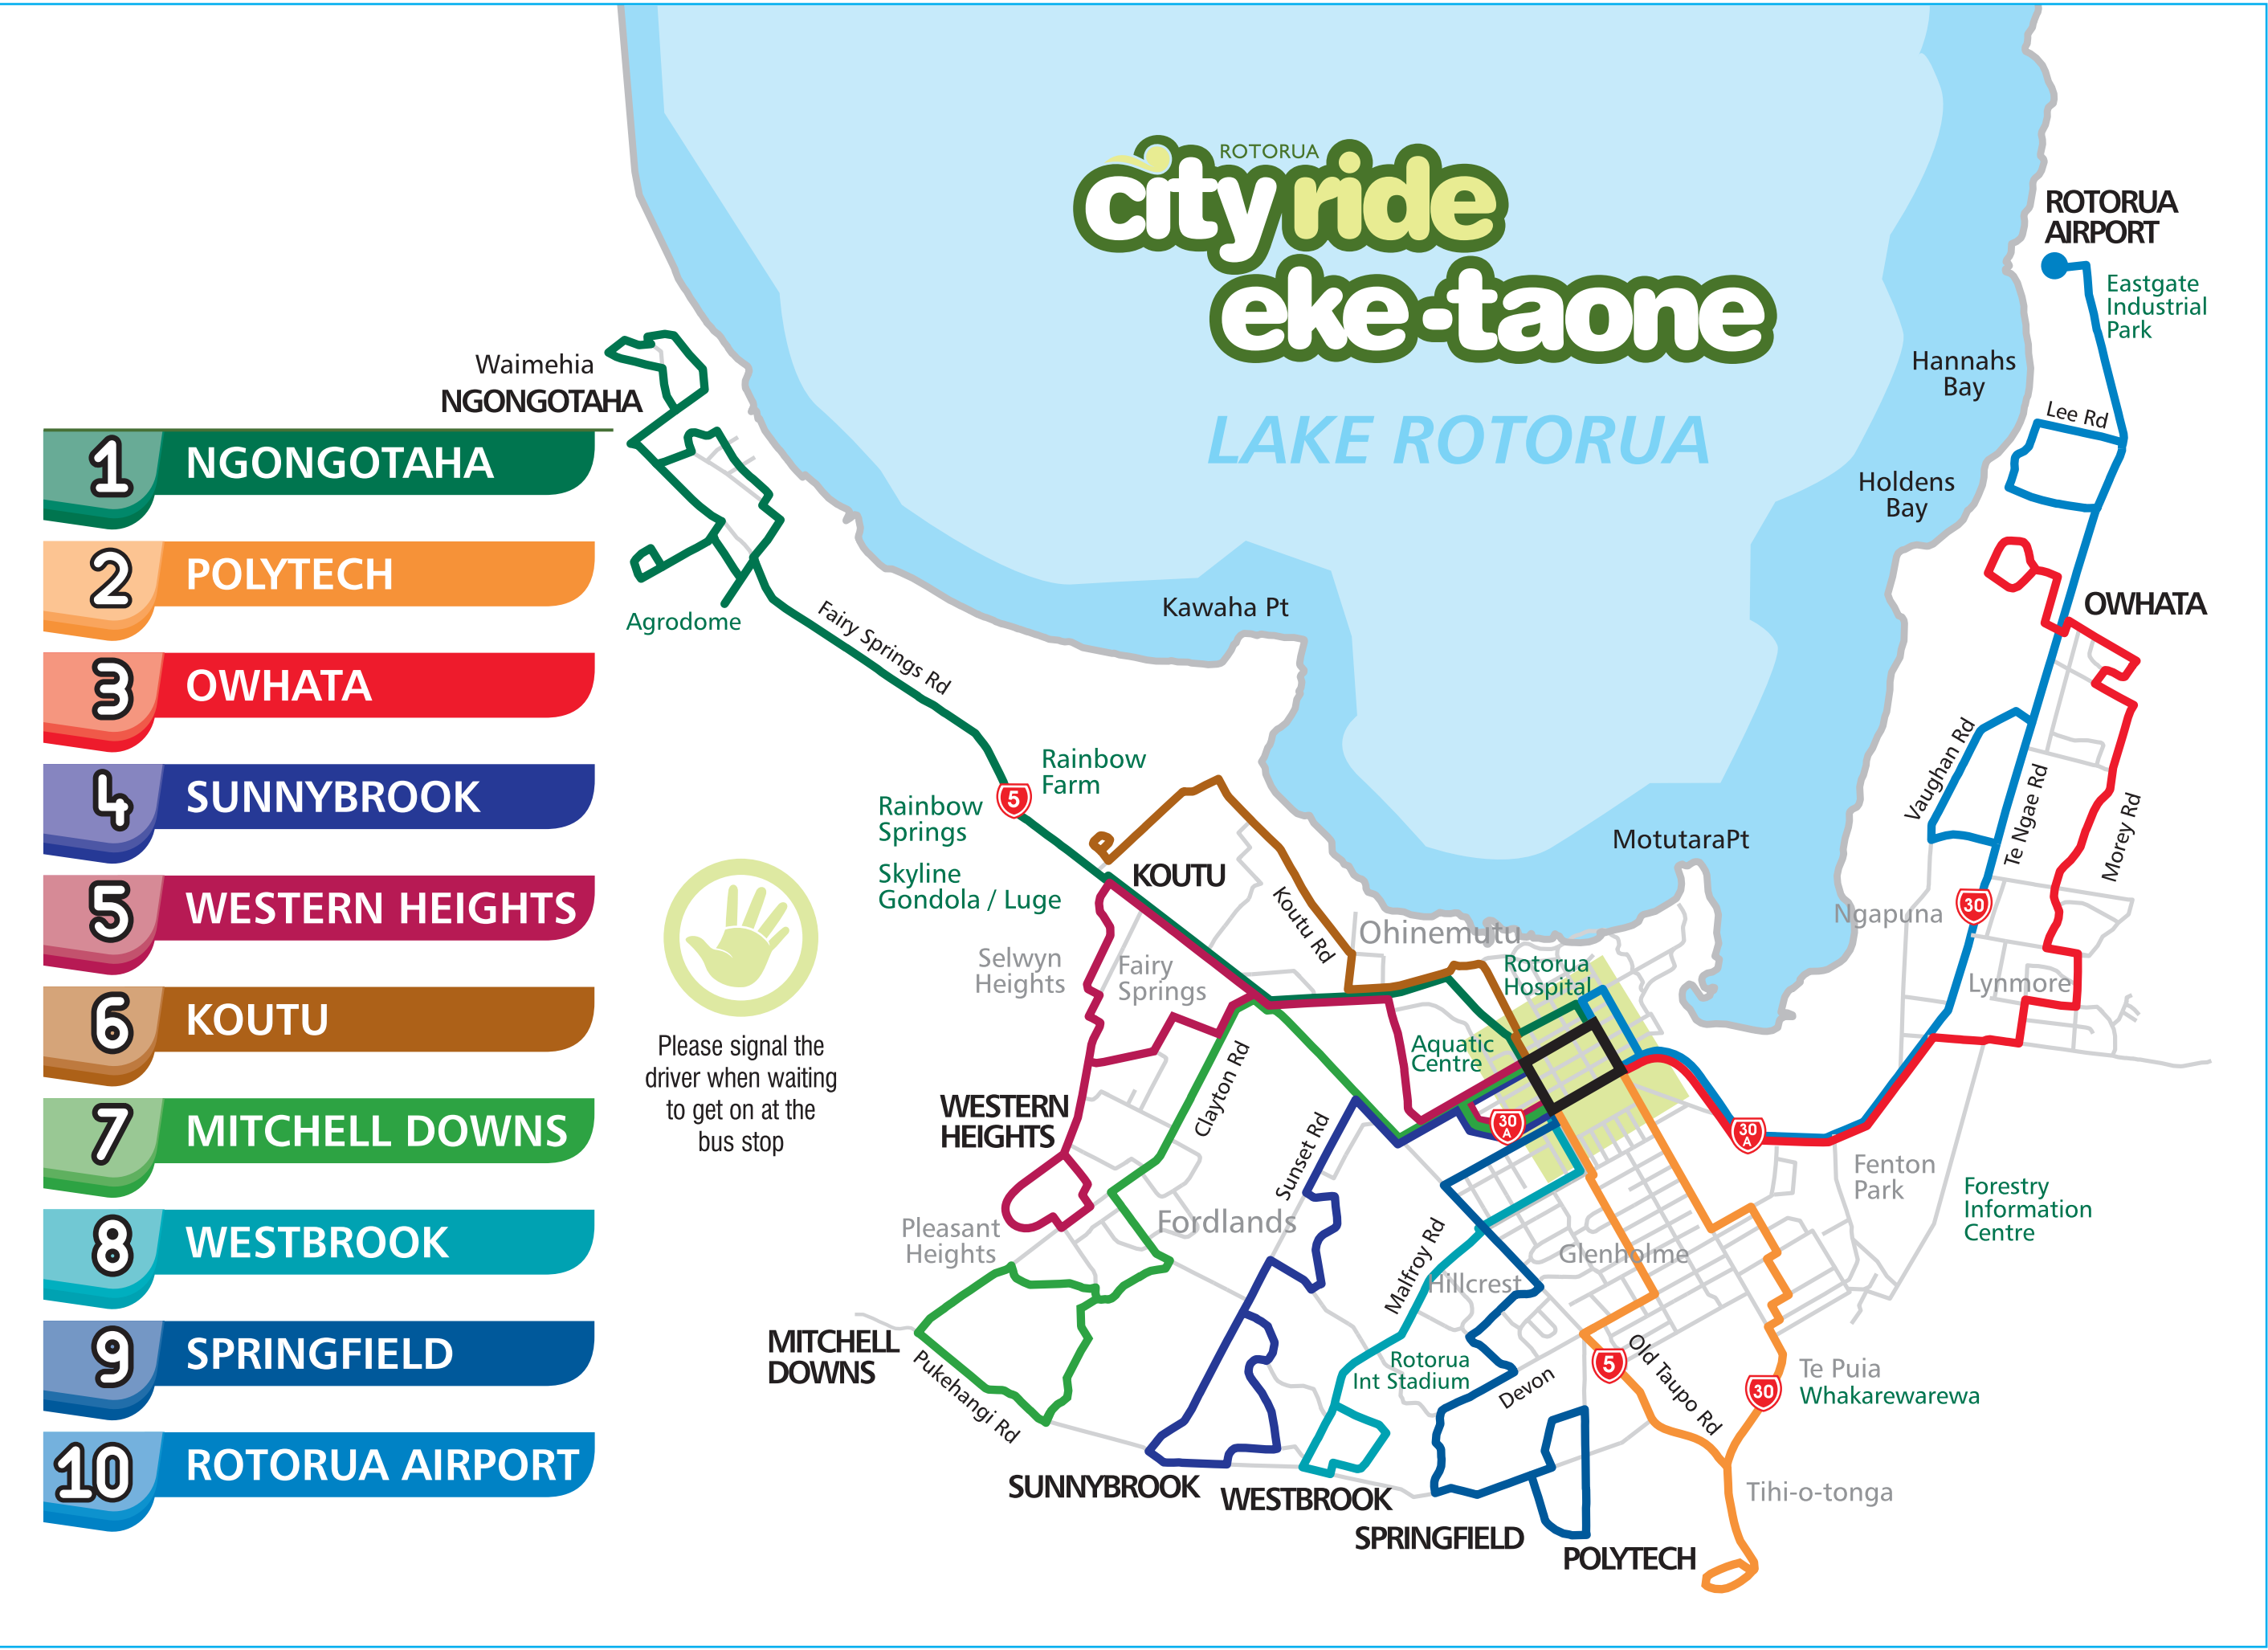 ROTORUA
city ride
eke-taone
LAKE ROTORUA
1 NGONGOTAHA
2 POLYTECH
3 OWHATA
4 SUNNYBROOK
5 WESTERN HEIGHTS
6 KOUTU
7 MITCHELL DOWNS
8 WESTBROOK
9 SPRINGFIELD
10 ROTORUA AIRPORT
Please signal the
driver when waiting
to get on at the
bus stop
Waimehia
NGONGOTAHA
Agrodome
Fairy Springs Rd
Kawaha Pt
Rainbow
Farm
5
Rainbow
Springs
Skyline
Gondola / Luge
KOUTU
Koutu Rd
Selwyn
Heights
Fairy
Springs
Ohinemutu
Rotorua
Hospital
Aquatic
Centre
MotutaraPt
ROTORUA
AIRPORT
Eastgate
Industrial
Park
Hannahs
Bay
Lee Rd
Holdens
Bay
OWHATA
Vaughan Rd
Te Ngae Rd
Morey Rd
Ngapuna
30
Lynmore
WESTERN
HEIGHTS
Clayton Rd
Sunset Rd
30
A
30
A
Fenton
Park
Forestry
Information
Centre
Pleasant
Heights
Fordlands
Malfroy Rd
Hillcrest
Glenholme
MITCHELL
DOWNS
Pukehangi Rd
Rotorua
Int Stadium
Devon
5
Old Taupo Rd
30
Te Puia
Whakarewarewa
SUNNYBROOK
WESTBROOK
SPRINGFIELD
POLYTECH
Tihi-o-tonga